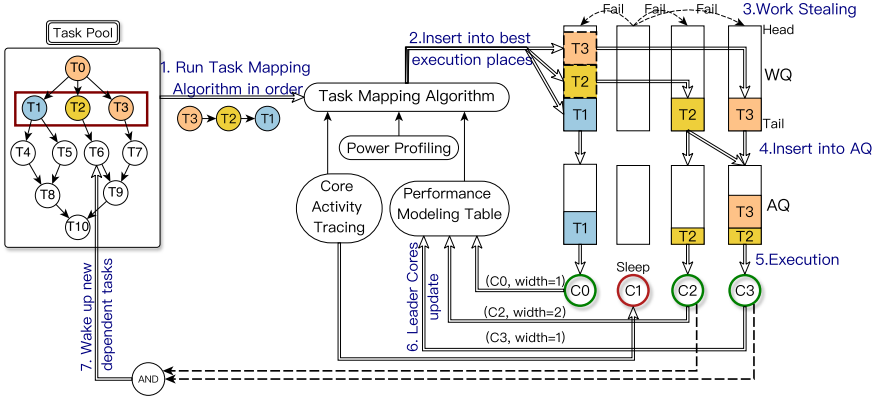 Task Pool
T0
T1
T2
T3
T4
T5
T6
T7
T8
T9
T10
1. Run Task Mapping
Algorithm in order
T3
T2
T1
2.Insert into best
execution places
Task Mapping Algorithm
Power Profiling
Core
Activity
Tracing
Performance
Modeling Table
Fail
Fail
Fail
3.Work Stealing
Head
WQ
Tail
T3
T2
T1
T2
T3
4.Insert into AQ
AQ
T1
T2
T3
T2
5.Execution
Sleep
C0
C1
C2
C3
(C0, width=1)
(C2, width=2)
(C3, width=1)
6. Leader Cores
update
7. Wake up new
dependent tasks
AND